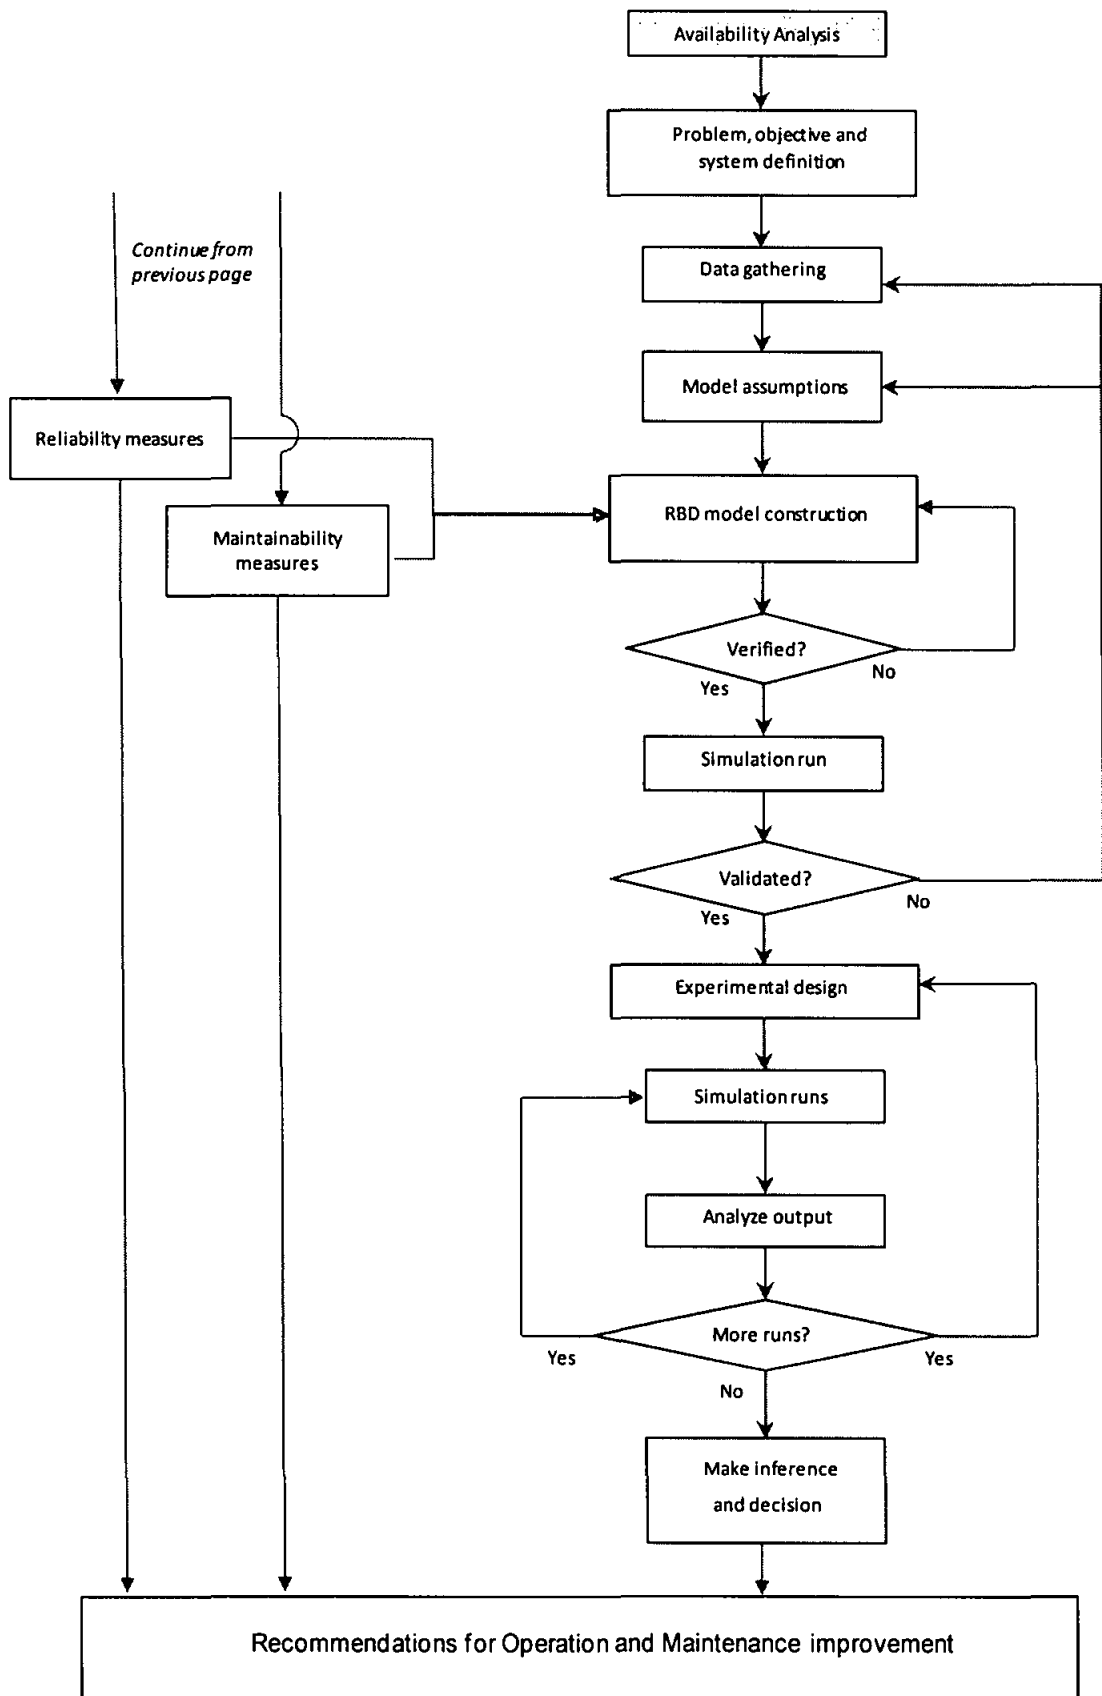 Availability Analysis
Problem, objective and
system definition
Continue from
previous page
Data gathering
Model assumptions
Reliability measures
RBD model construction
Maintainability
measures
Verified?
No
Yes
Simulation run
Validated?
No
Yes
Experimental design
Simulation runs
Analyze output
More runs?
Yes
Yes
No
Make inference
and decision
Recommendations for Operation and Maintenance improvement